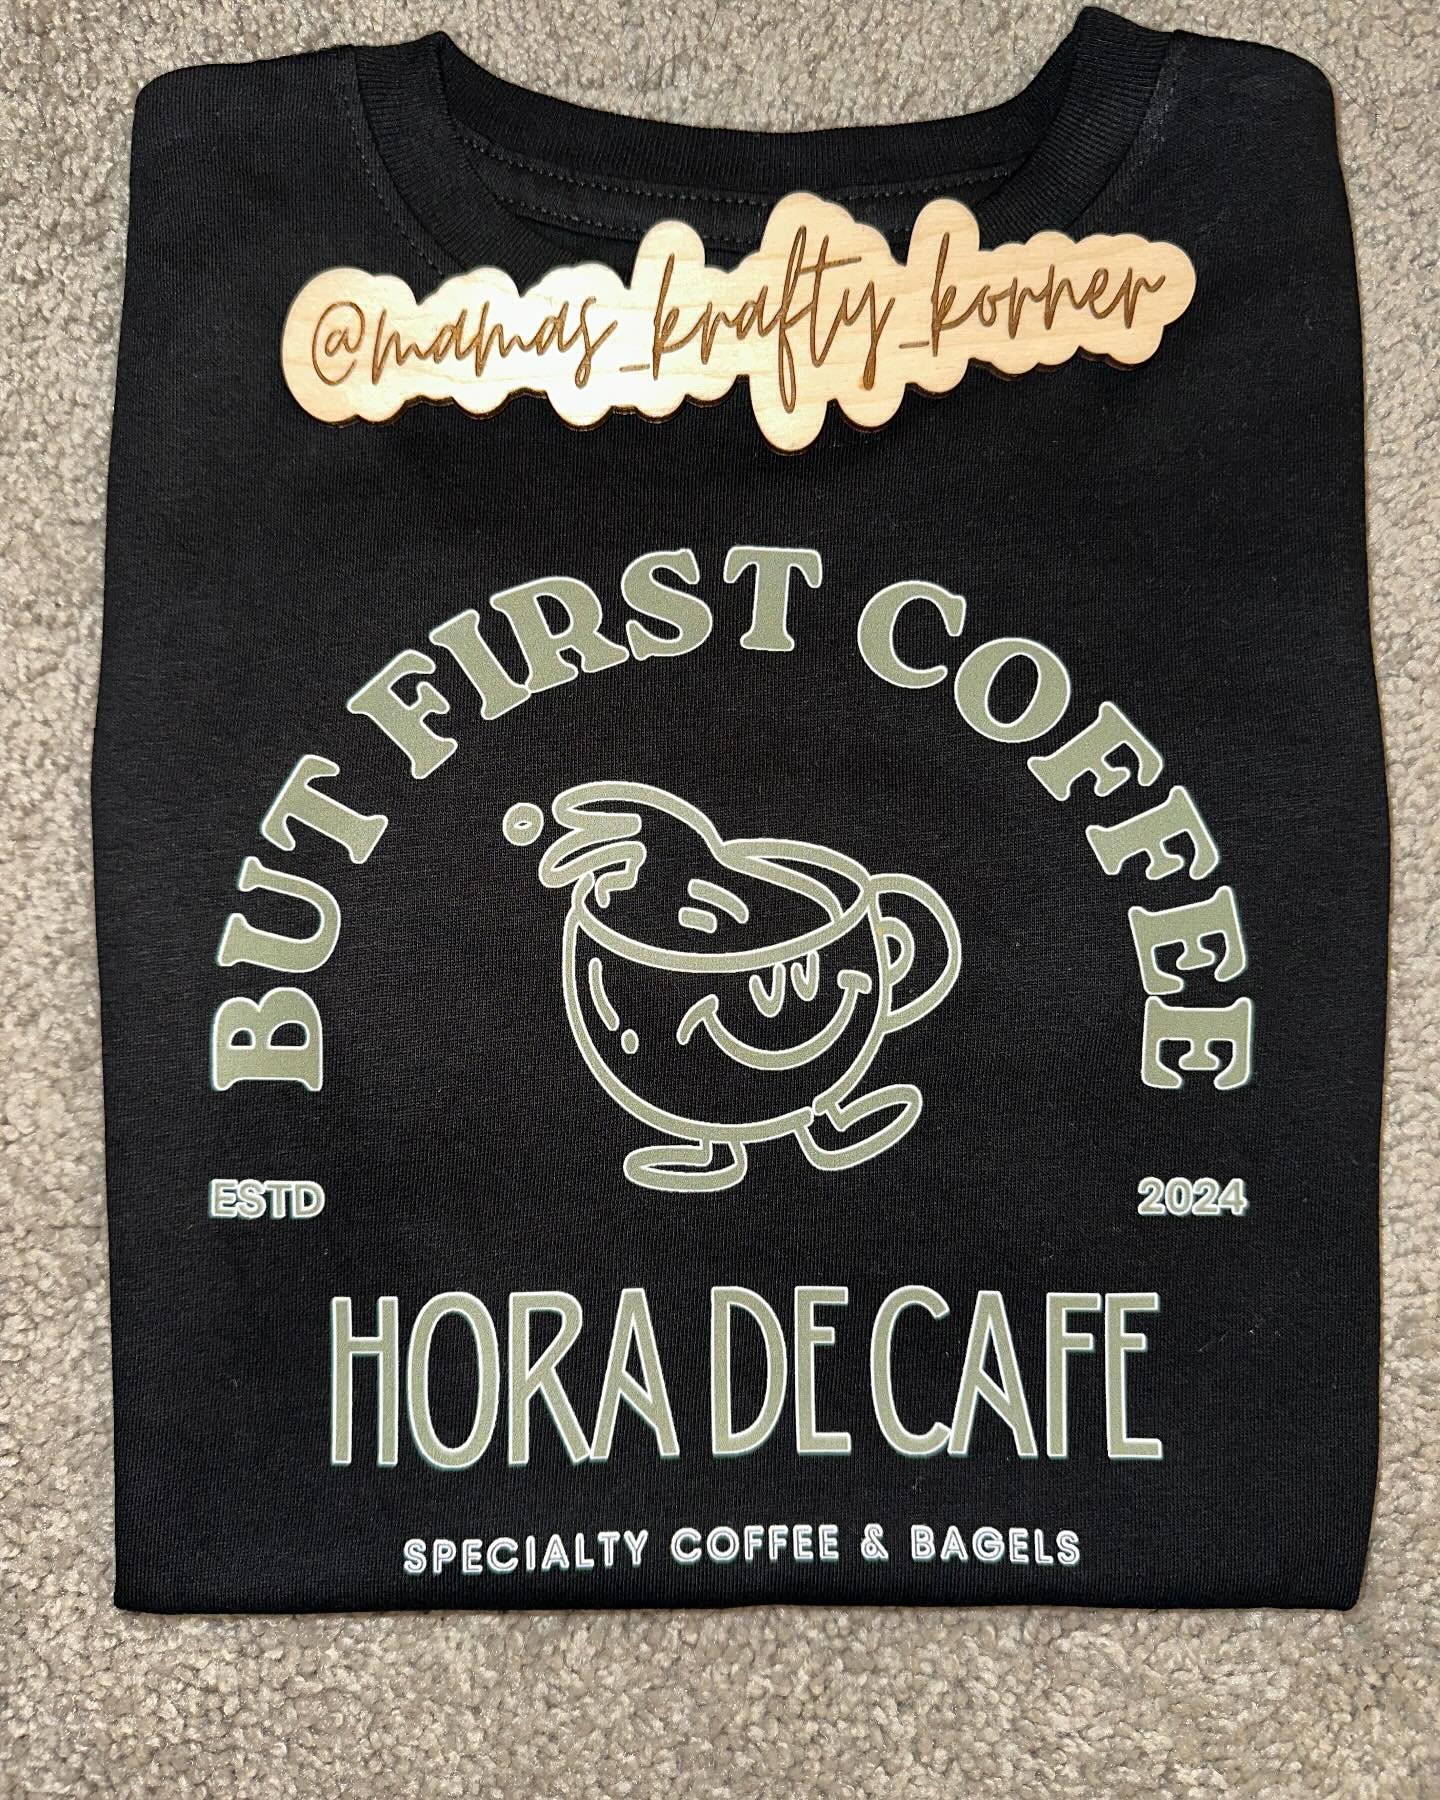 @mamas_krafty_korner
BUT FIRST COFFEE
ESTD 2024
HORA DE CAFE
SPECIALTY COFFEE & BAGELS